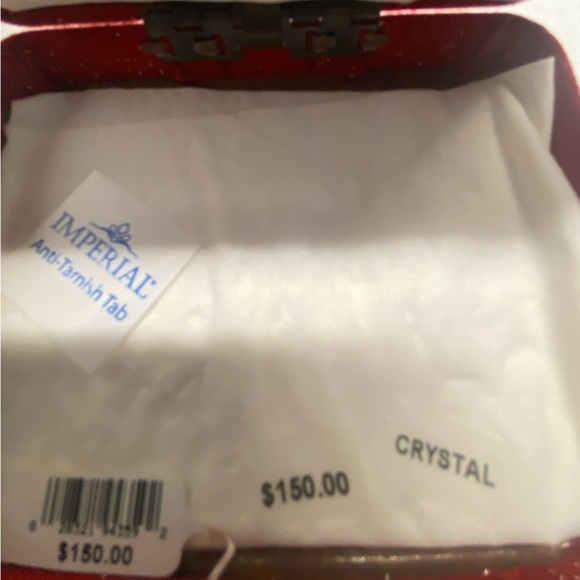 IMPERIAL®
Anti-Tarnish Tab
CRYSTAL
$150.00
$150.00